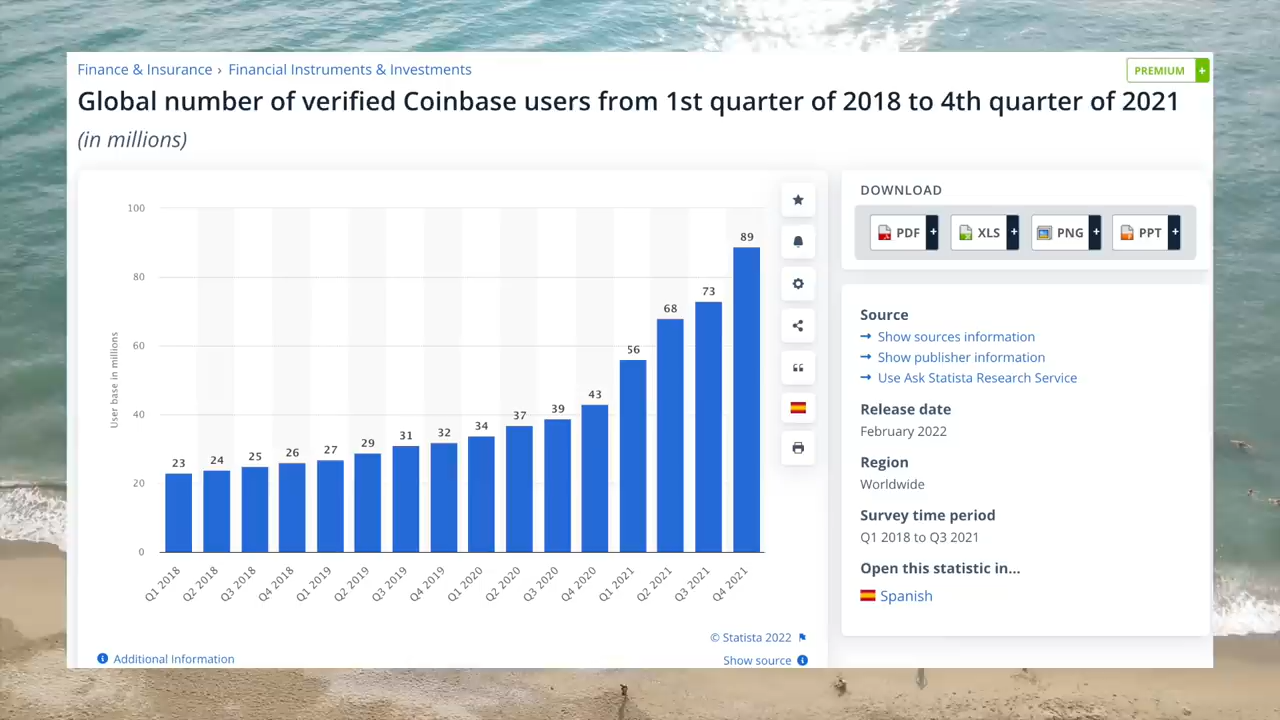 Finance & Insurance › Financial Instruments & Investments
PREMIUM +
Global number of verified Coinbase users from 1st quarter of 2018 to 4th quarter of 2021
(in millions)
DOWNLOAD
PDF + XLS + PNG + PPT +
User base in millions
100
80
60
40
20
0
23
24
25
26
27
29
31
32
34
37
39
43
56
68
73
89
Q1 2018
Q2 2018
Q3 2018
Q4 2018
Q1 2019
Q2 2019
Q3 2019
Q4 2019
Q1 2020
Q2 2020
Q3 2020
Q4 2020
Q1 2021
Q2 2021
Q3 2021
Q4 2021
© Statista 2022
Additional Information
Show source
Source
→ Show sources information
→ Show publisher information
→ Use Ask Statista Research Service
Release date
February 2022
Region
Worldwide
Survey time period
Q1 2018 to Q3 2021
Open this statistic in...
Spanish